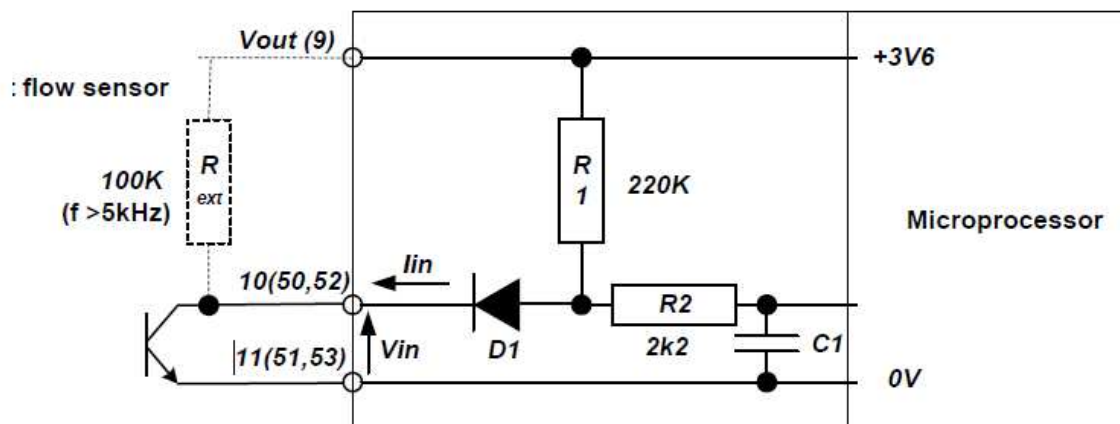 Vout (9)
+3V6
: flow sensor
R
ext
100K
(f >5kHz)
R
1
220K
Microprocessor
10(50,52)
Iin
R2
2k2
C1
D1
Vin
11(51,53)
0V